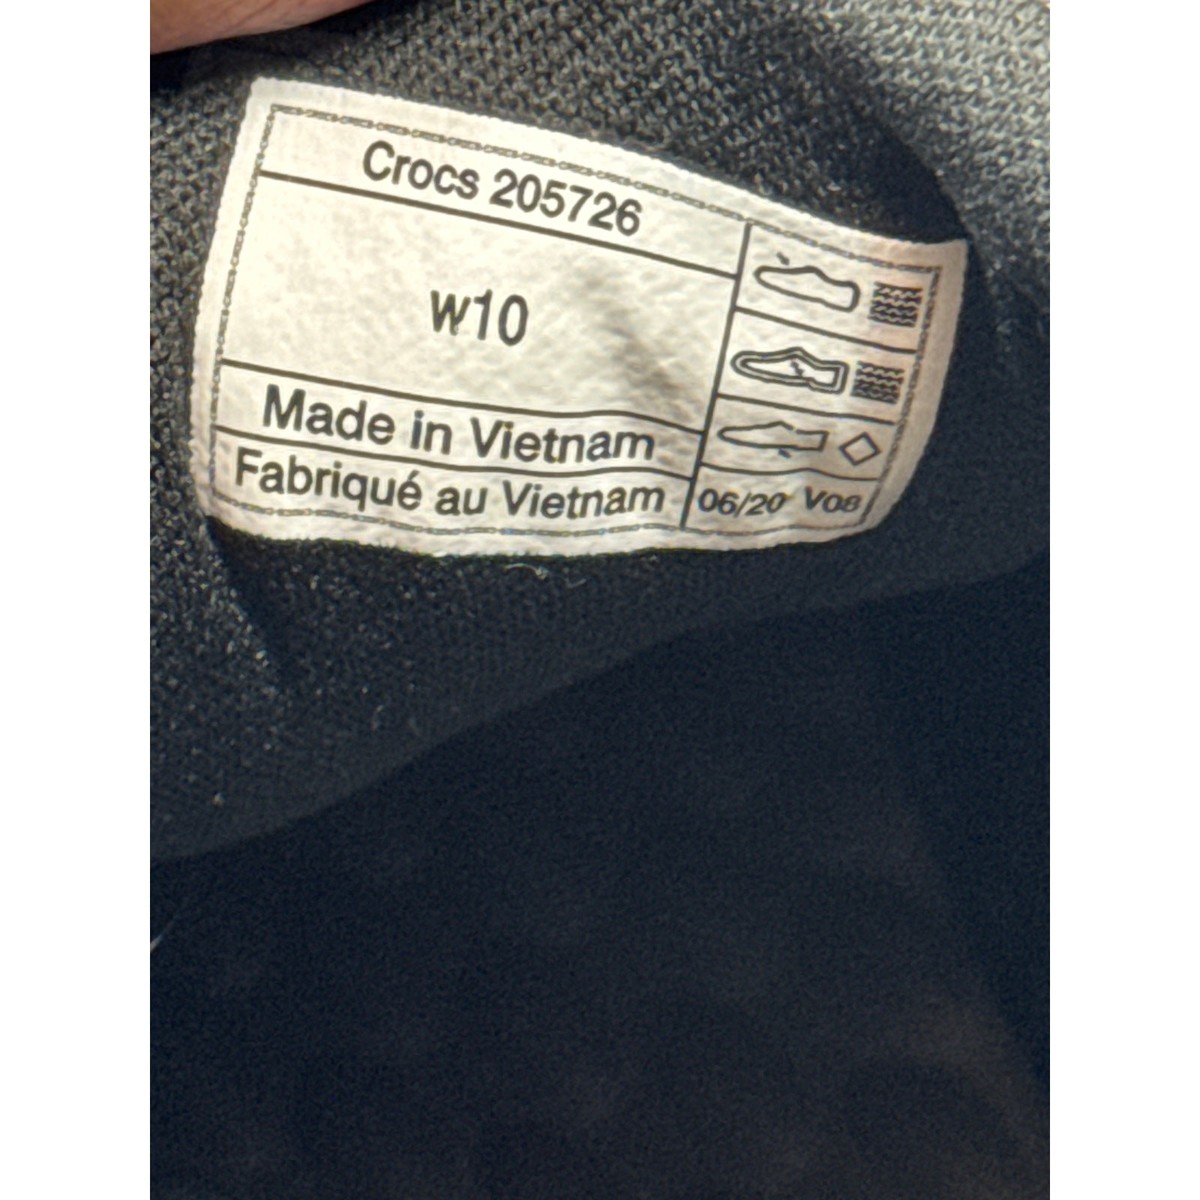 Crocs 205726
W10
Made in Vietnam
Fabriqué au Vietnam
06/20 V08